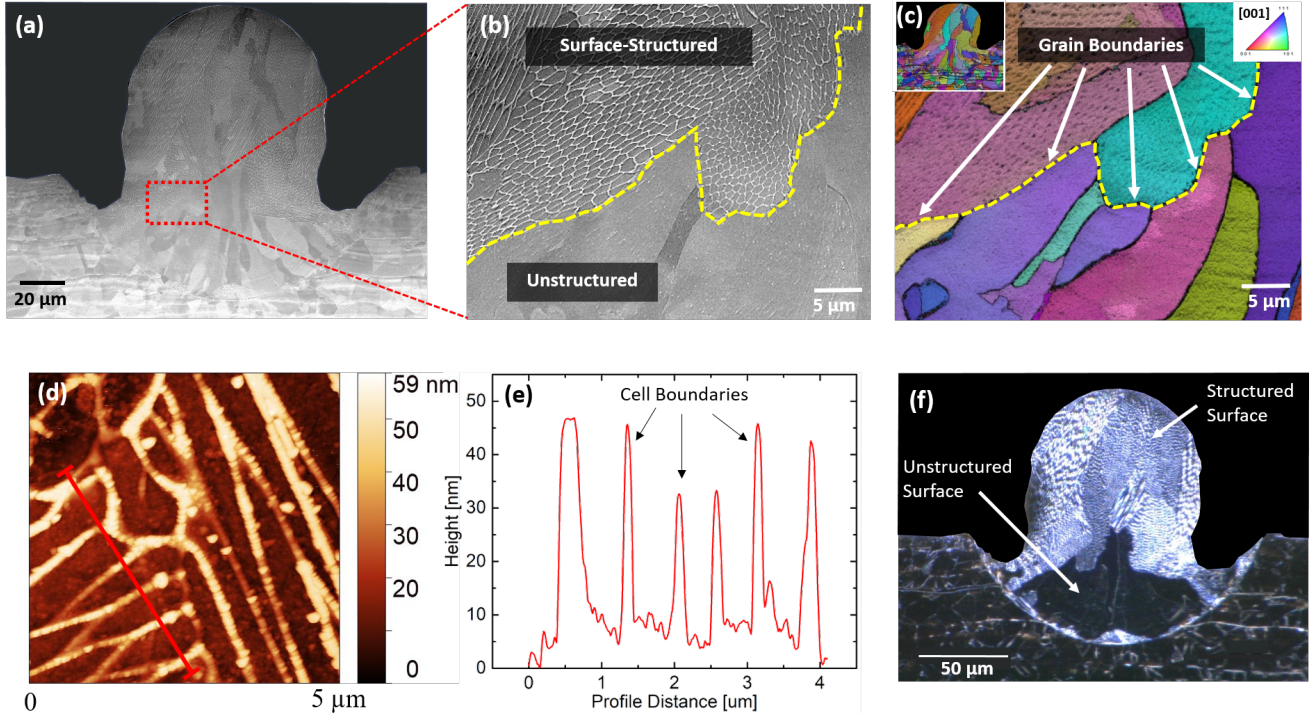 (a)
20 µm
(b)
Surface-Structured
Unstructured
5 µm
(c)
[001]
111
001
101
Grain Boundaries
5 µm
(d)
59 nm
50
40
30
20
0
0
5 µm
(e)
Cell Boundaries
Height [nm]
50
40
30
20
10
0
0
1
2
3
4
Profile Distance [um]
(f)
Structured
Surface
Unstructured
Surface
50 µm